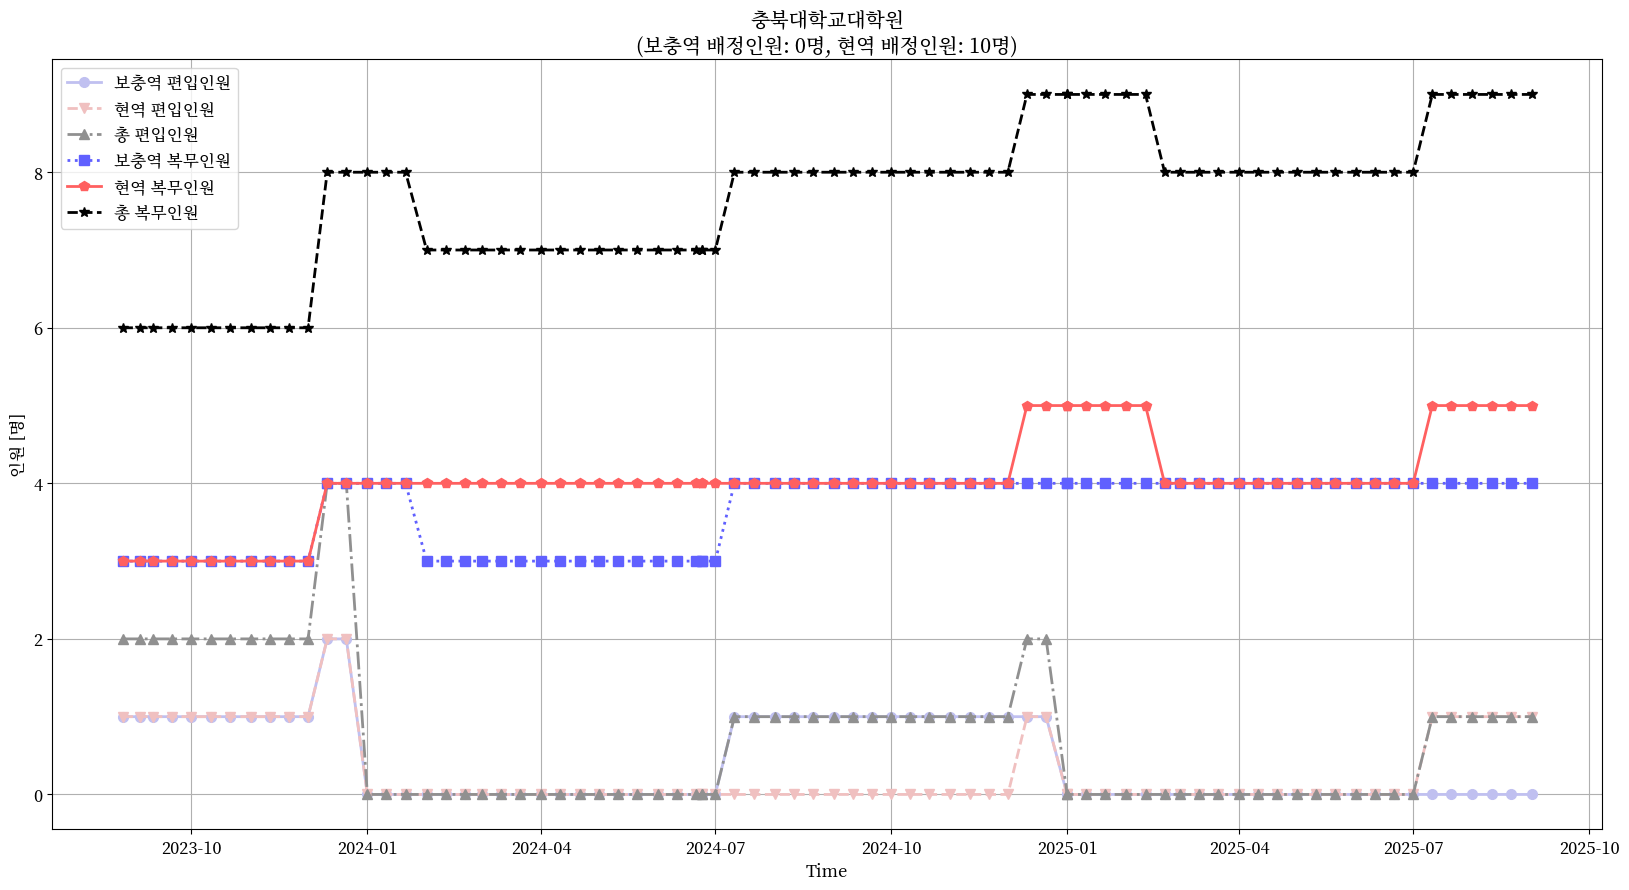 충북대학교대학원
(보충역 배정인원: 0명, 현역 배정인원: 10명)
보충역 편입인원
현역 편입인원
총 편입인원
보충역 복무인원
현역 복무인원
총 복무인원
인원 [명]
8
6
4
2
0
2023-10
2024-01
2024-04
2024-07
2024-10
2025-01
2025-04
2025-07
2025-10
Time